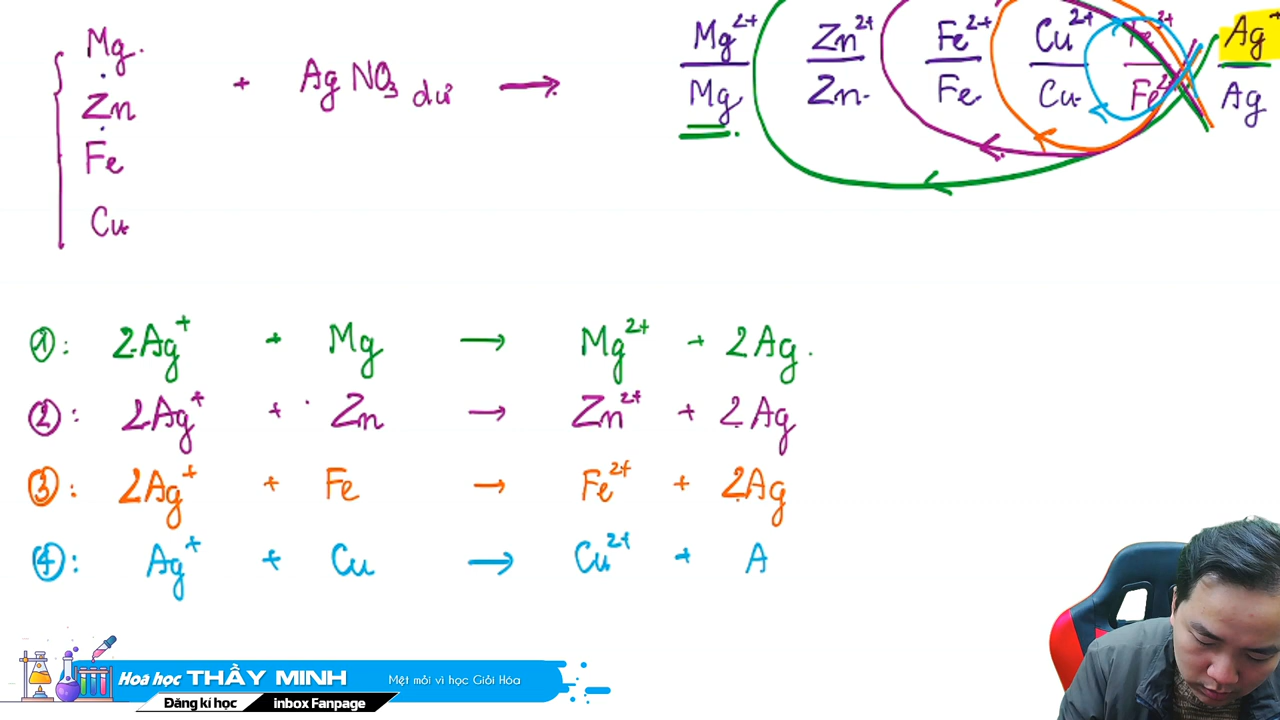 Mg
Zn
Fe
Cu
+ AgNO₃ dư →
Mg²⁺ Zn²⁺ Fe²⁺ Cu²⁺ Fe³⁺ Ag⁺
Mg Zn Fe Cu Fe²⁺ Ag
①: 2Ag⁺ + Mg → Mg²⁺ + 2Ag.
②: 2Ag⁺ + Zn → Zn²⁺ + 2Ag
③: 2Ag⁺ + Fe → Fe²⁺ + 2Ag
④: Ag⁺ + Cu → Cu²⁺ + A
Hoá học THẦY MINH
Mệt mỏi vì học Giỏi Hóa
Đăng kí học inbox Fanpage